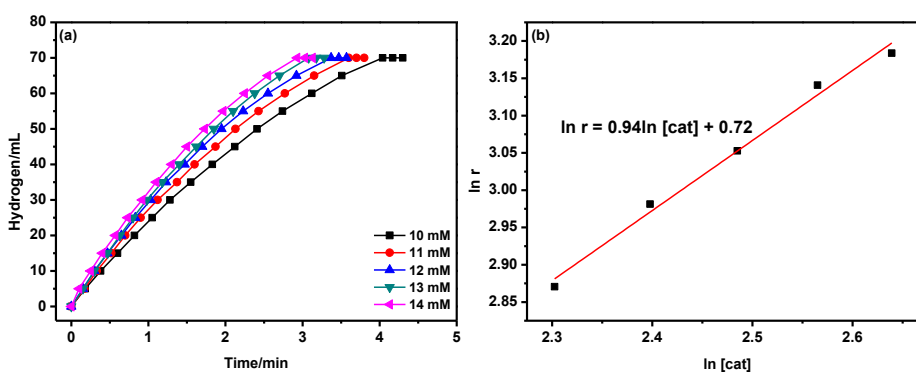 (a)
Hydrogen/mL
80
70
60
50
40
30
20
10
0
0 1 2 3 4 5
Time/min
10 mM
11 mM
12 mM
13 mM
14 mM
(b)
ln r
3.20
3.15
3.10
3.05
3.00
2.95
2.90
2.85
ln r = 0.94ln [cat] + 0.72
2.3 2.4 2.5 2.6
ln [cat]